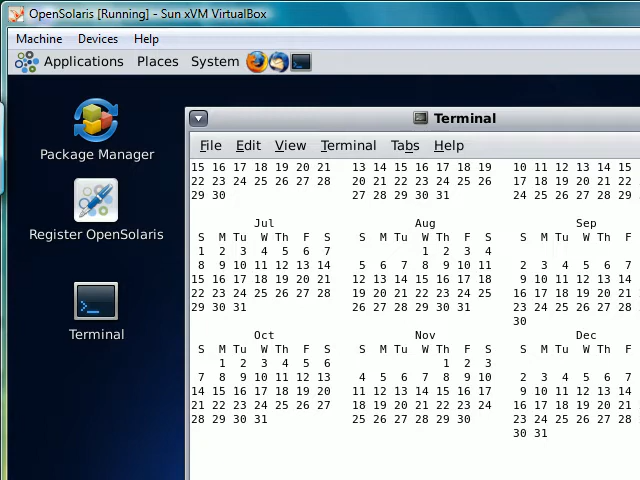 OpenSolaris [Running] - Sun xVM VirtualBox
Machine Devices Help
Applications Places System
Package Manager
Register OpenSolaris
Terminal
Terminal
File Edit View Terminal Tabs Help
15 16 17 18 19 20 21 13 14 15 16 17 18 19 10 11 12 13 14 15
22 23 24 25 26 27 28 20 21 22 23 24 25 26 17 18 19 20 21 22
29 30 27 28 29 30 31 24 25 26 27 28 29
Jul Aug Sep
S M Tu W Th F S S M Tu W Th F S S M Tu W Th F
1 2 3 4 5 6 7 1 2 3 4
8 9 10 11 12 13 14 5 6 7 8 9 10 11 2 3 4 5 6 7
15 16 17 18 19 20 21 12 13 14 15 16 17 18 9 10 11 12 13 14
22 23 24 25 26 27 28 19 20 21 22 23 24 25 16 17 18 19 20 21
29 30 31 26 27 28 29 30 31 23 24 25 26 27 28
30
Oct Nov Dec
S M Tu W Th F S S M Tu W Th F S S M Tu W Th F
1 2 3 4 5 6 1 2 3
7 8 9 10 11 12 13 4 5 6 7 8 9 10 2 3 4 5 6 7
14 15 16 17 18 19 20 11 12 13 14 15 16 17 9 10 11 12 13 14
21 22 23 24 25 26 27 18 19 20 21 22 23 24 16 17 18 19 20 21
28 29 30 31 25 26 27 28 29 30 23 24 25 26 27 28
30 31